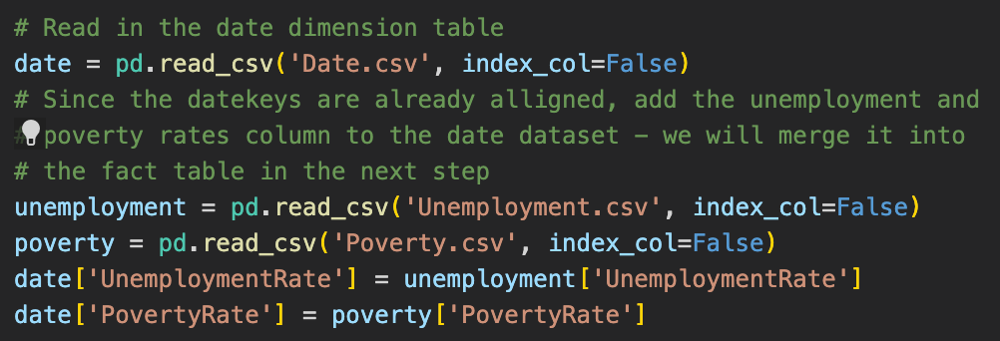 # Read in the date dimension table
date = pd.read_csv('Date.csv', index_col=False)
# Since the datekeys are already alligned, add the unemployment and
# poverty rates column to the date dataset – we will merge it into
# the fact table in the next step
unemployment = pd.read_csv('Unemployment.csv', index_col=False)
poverty = pd.read_csv('Poverty.csv', index_col=False)
date['UnemploymentRate'] = unemployment['UnemploymentRate']
date['PovertyRate'] = poverty['PovertyRate']